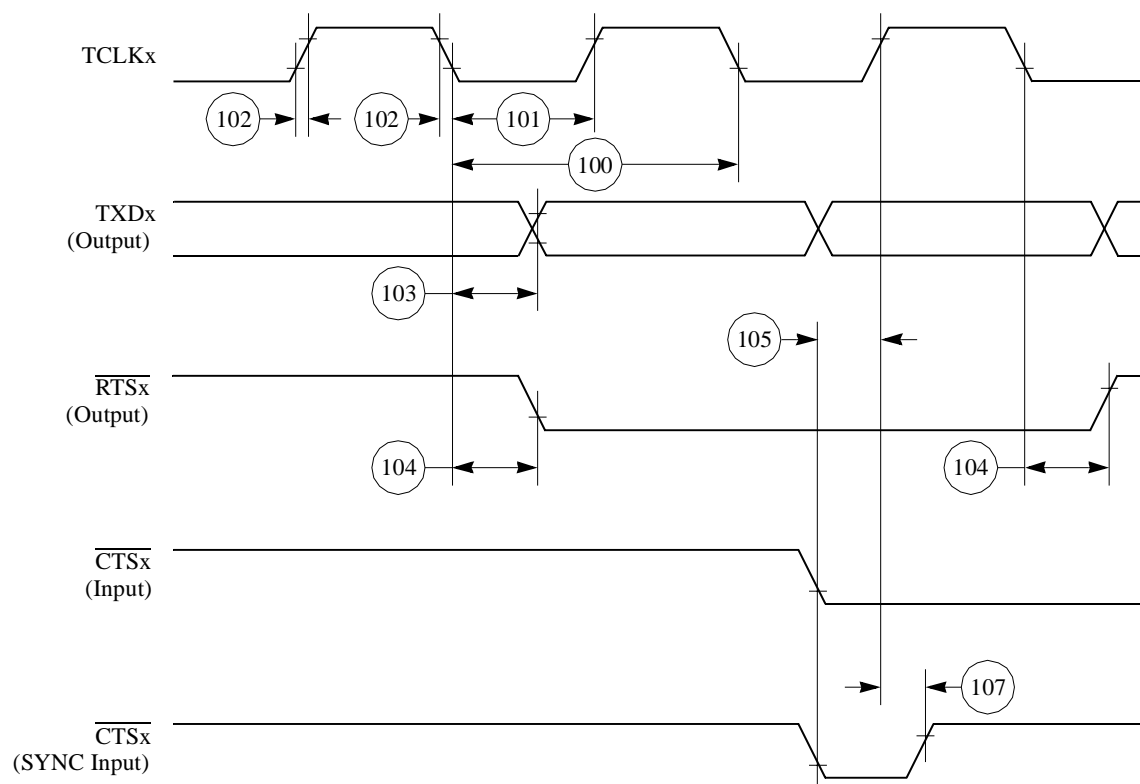 TCLKx
102
102
101
100
TXDx
(Output)
103
105
RTSx
(Output)
104
104
CTSx
(Input)
107
CTSx
(SYNC Input)